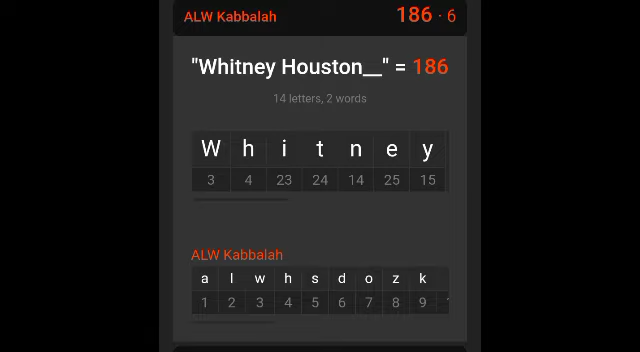 ALW Kabbalah 186 · 6
"Whitney Houston__" = 186
14 letters, 2 words
W h i t n e y
3 4 23 24 14 25 15
ALW Kabbalah
a l w h s d o z k
1 2 3 4 5 6 7 8 9